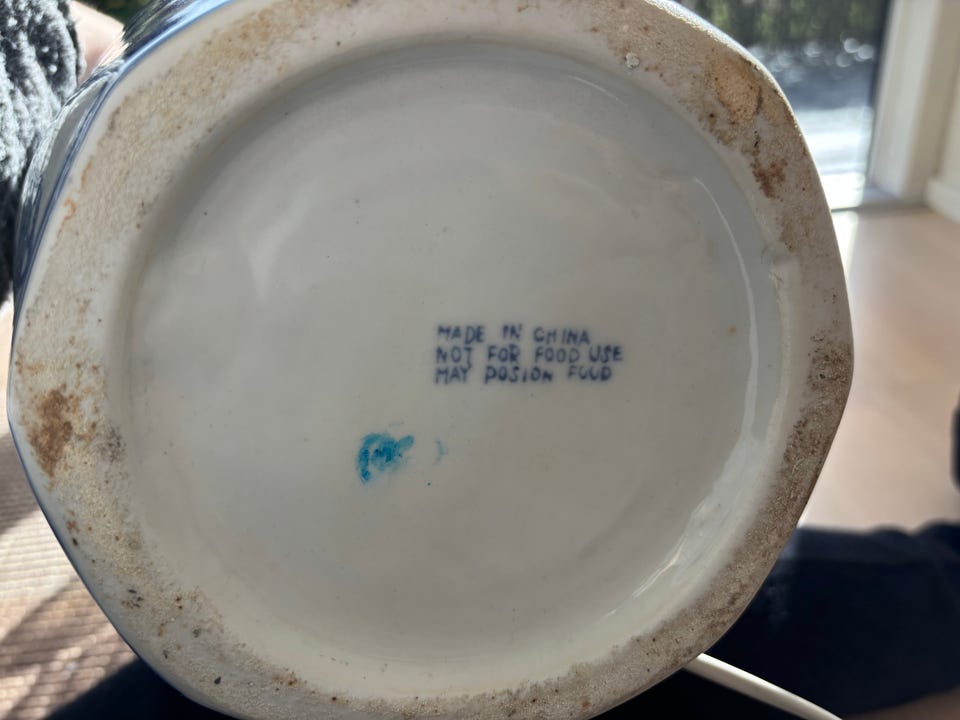 MADE IN CHINA
NOT FOR FOOD USE
MAY POSION FOOD